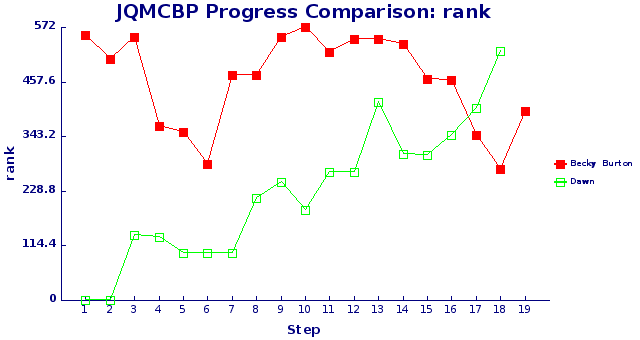 JQMCBP Progress Comparison: rank
572
457.6
343.2
228.8
114.4
0
rank
1 2 3 4 5 6 7 8 9 10 11 12 13 14 15 16 17 18 19
Step
Becky Burton
Dawn